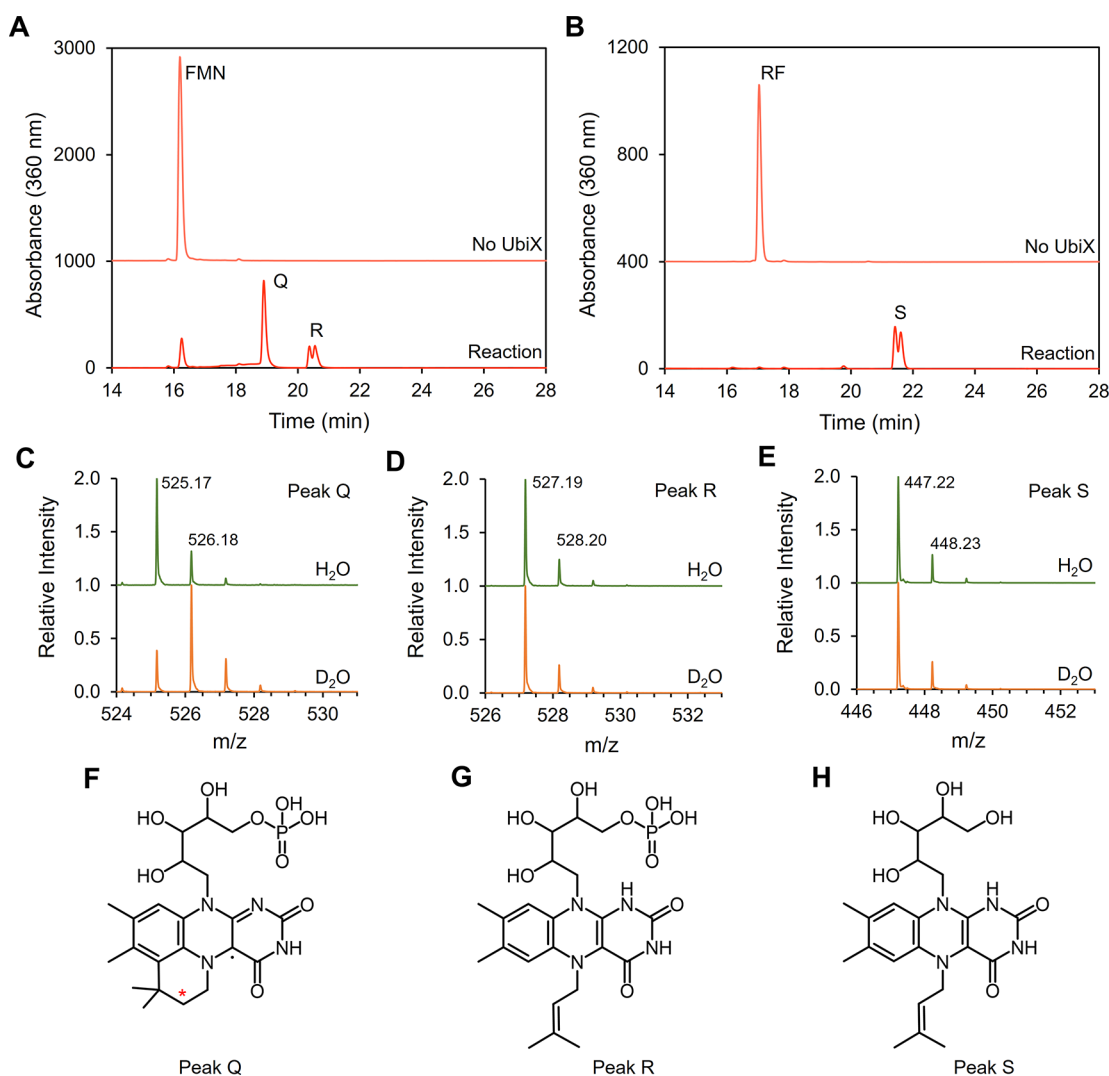 A
B
3000
2000
1000
0
Absorbance (360 nm)
FMN
No UbiX
Q
R
Reaction
14 16 18 20 22 24 26 28
Time (min)
1200
800
400
0
Absorbance (360 nm)
RF
No UbiX
S
Reaction
14 16 18 20 22 24 26 28
Time (min)
C
2.0
1.5
1.0
0.5
0.0
Relative Intensity
525.17
Peak Q
526.18
H₂O
D₂O
524 526 528 530
m/z
D
2.0
1.5
1.0
0.5
0.0
Relative Intensity
527.19
Peak R
528.20
H₂O
D₂O
526 528 530 532
m/z
E
2.0
1.5
1.0
0.5
0.0
Relative Intensity
447.22
Peak S
448.23
H₂O
D₂O
446 448 450 452
m/z
F
OH
HO
O
OH
P
OH
O
HO
N
N
O
NH
N
O
*
Peak Q
G
OH
HO
O
OH
P
OH
O
HO
H
N
N
O
NH
N
O
Peak R
H
OH
HO
OH
HO
H
N
N
O
NH
N
O
Peak S